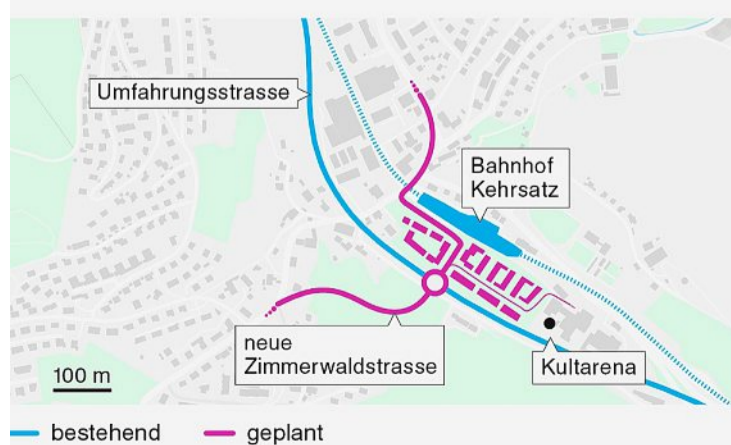 Umfahrungsstrasse
Bahnhof
Kehrsatz
neue
Zimmerwaldstrasse
Kultarena
100 m
bestehend
geplant